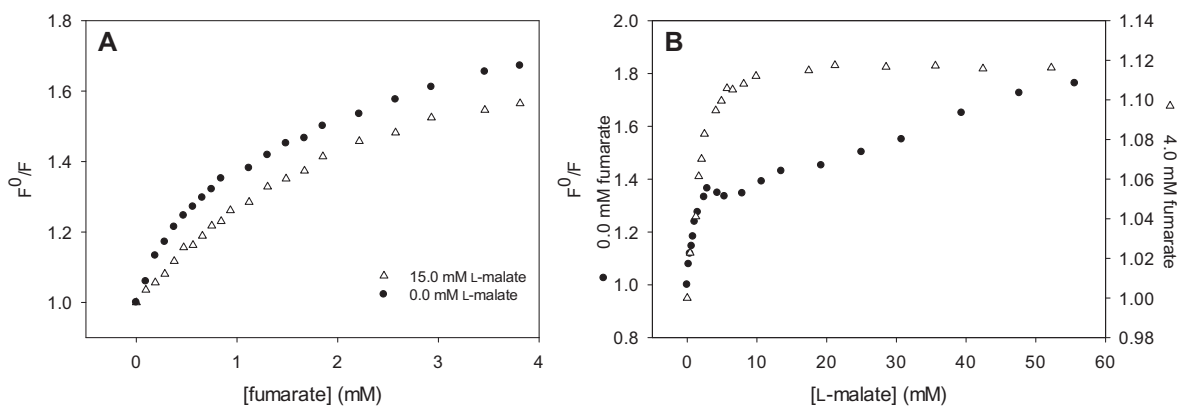 A
1.8
1.6
1.4
1.2
1.0
F⁰/F
△ 15.0 mM L-malate
● 0.0 mM L-malate
0 1 2 3 4
[fumarate] (mM)
B
2.0
1.8
1.6
1.4
1.2
1.0
0.8
F⁰/F
● 0.0 mM fumarate
1.14
1.12
1.10
1.08
1.06
1.04
1.02
1.00
0.98
4.0 mM fumarate △
0 10 20 30 40 50 60
[L-malate] (mM)